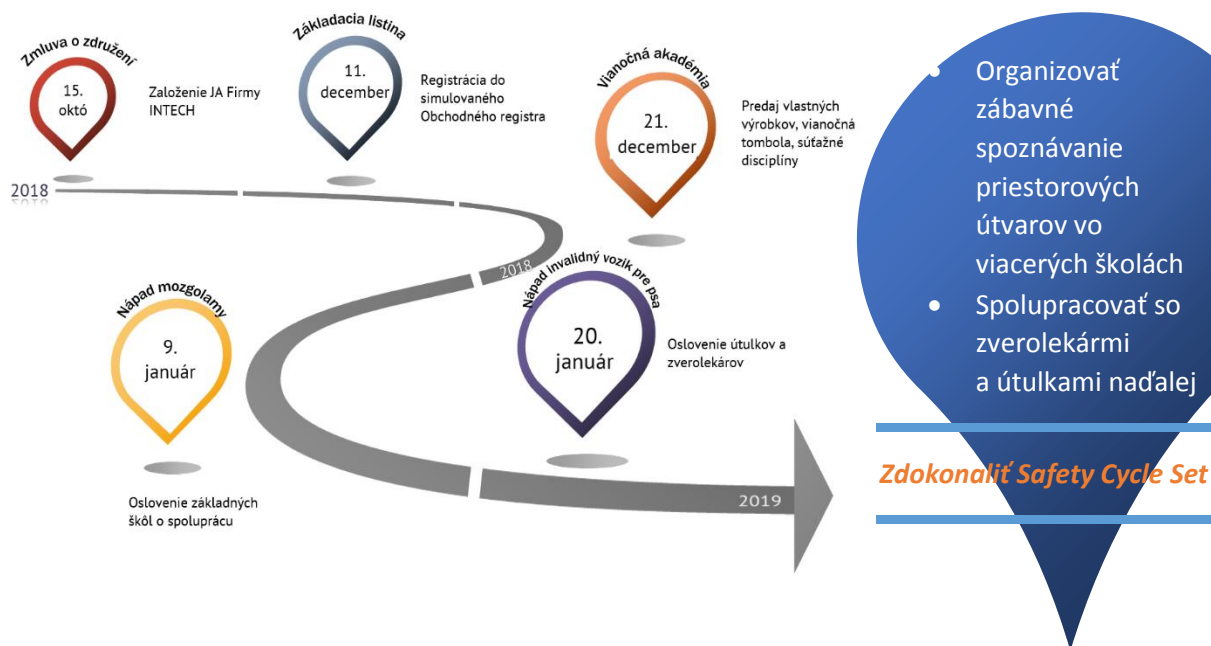 Zmluva o združení
15.
októ
Založenie JA Firmy
INTECH
Základacia listina
11.
december
Registrácia do
simulovaného
Obchodného registra
Vianočná akadémia
21.
december
Predaj vlastných
výrobkov, vianočná
tombola, súťažné
disciplíny
2018
2018
Nápad mozgolamy
9.
január
Oslovenie základných
škôl o spoluprácu
Nápad invalidný vozík pre psa
20.
január
Oslovenie útulkov a
zverolekárov
2019
• Organizovať
zábavné
spoznávanie
priestorových
útvarov vo
viacerých školách
• Spolupracovať so
zverolekármi
a útulkami naďalej
Zdokonaliť Safety Cycle Set